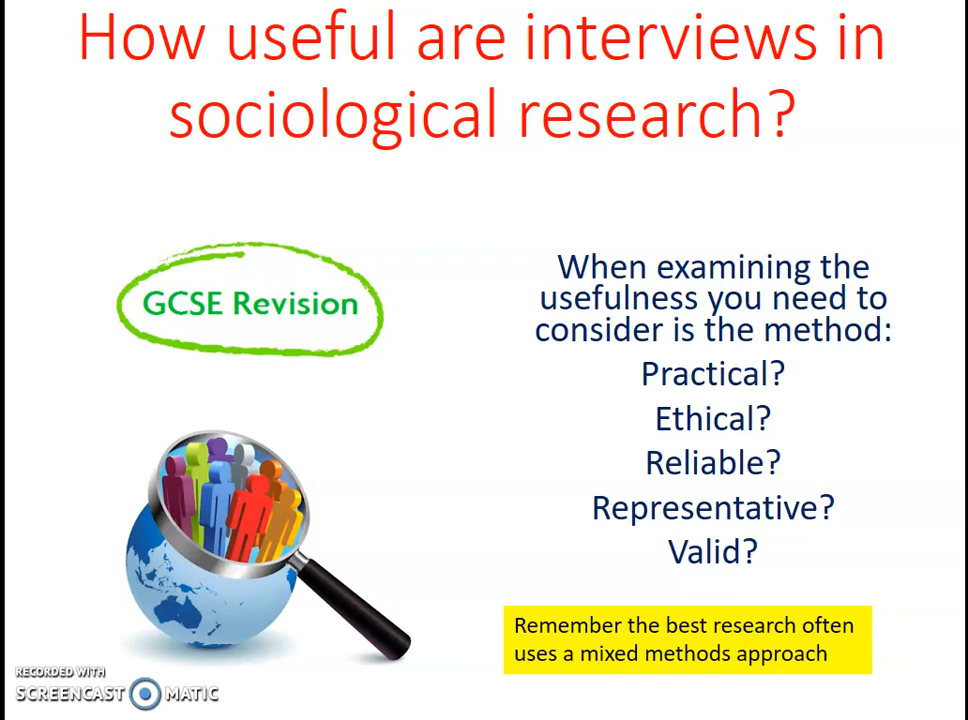 How useful are interviews in
sociological research?
GCSE Revision
When examining the
usefulness you need to
consider is the method:
Practical?
Ethical?
Reliable?
Representative?
Valid?
Remember the best research often
uses a mixed methods approach
RECORDED WITH
SCREENCAST MATIC